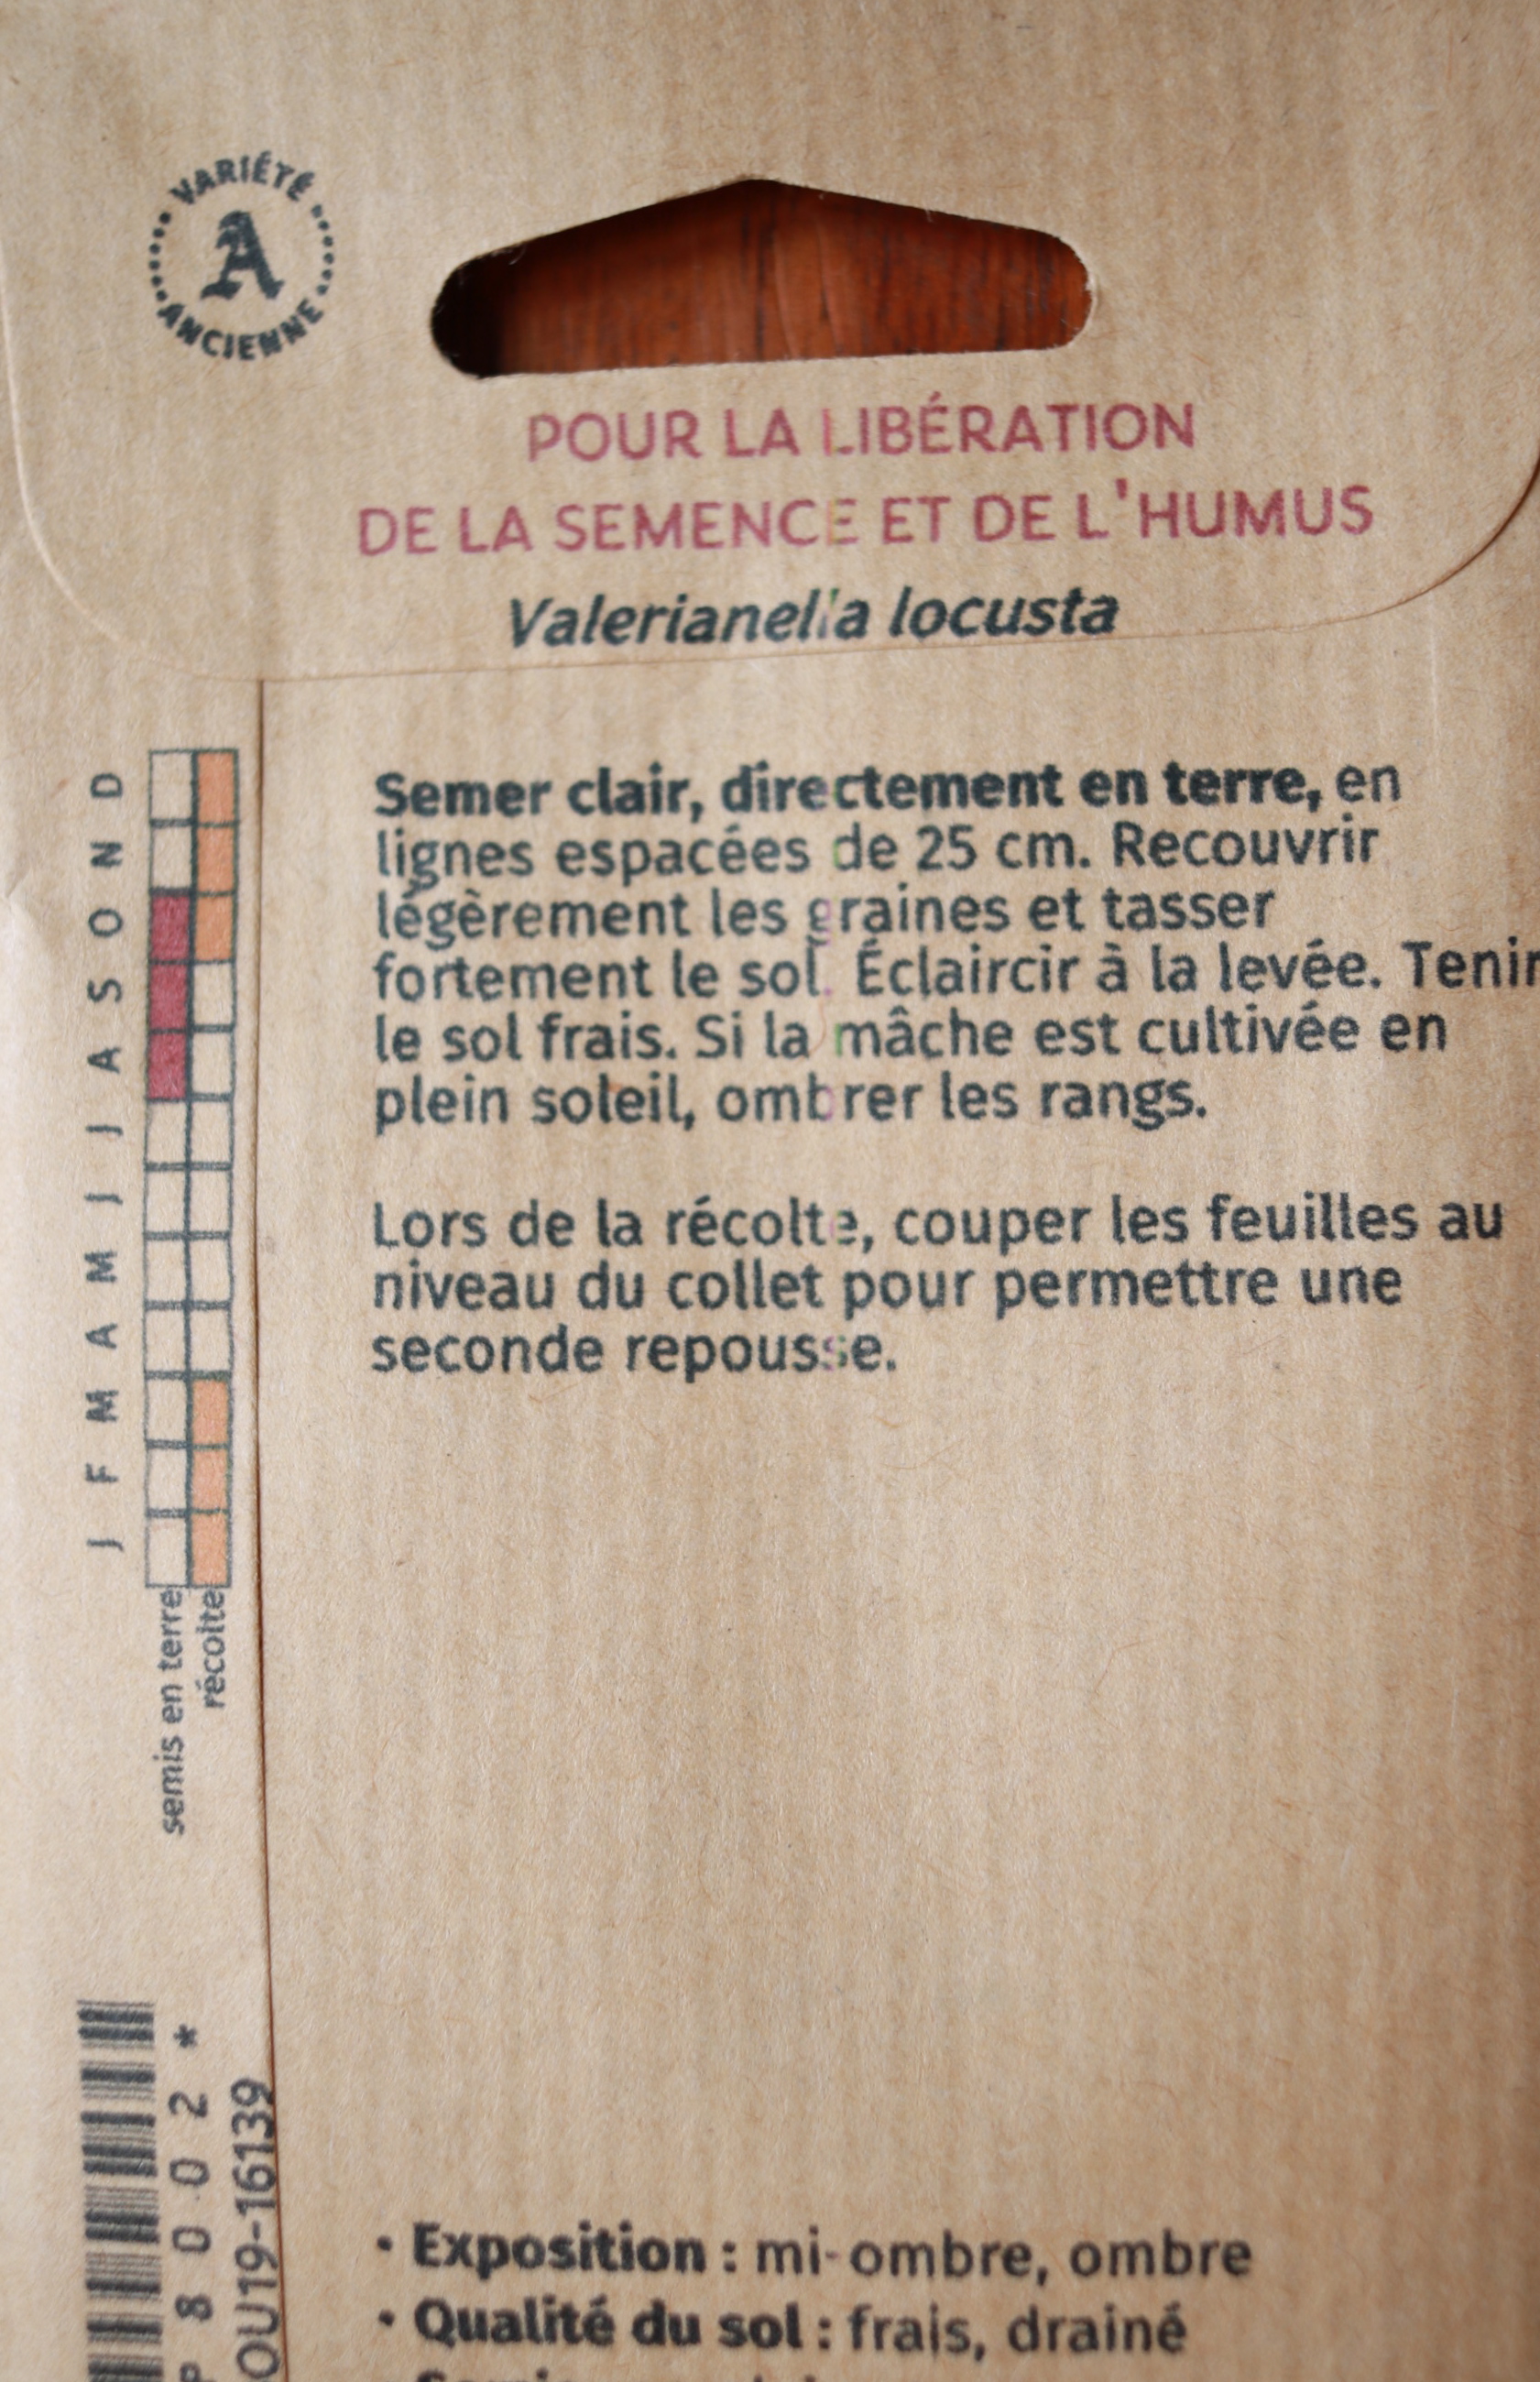 VARIÉTÉ
A
ANCIENNE
POUR LA LIBÉRATION
DE LA SEMENCE ET DE L'HUMUS
Valerianella locusta
J F M A M J J A S O N D
semis en terre
récolte
Semer clair, directement en terre, en
lignes espacées de 25 cm. Recouvrir
légèrement les graines et tasser
fortement le sol. Éclaircir à la levée. Tenir
le sol frais. Si la mâche est cultivée en
plein soleil, ombrer les rangs.
Lors de la récolte, couper les feuilles au
niveau du collet pour permettre une
seconde repousse.
P 8 0 0 2 *
OU19-16139
• Exposition : mi-ombre, ombre
• Qualité du sol : frais, drainé